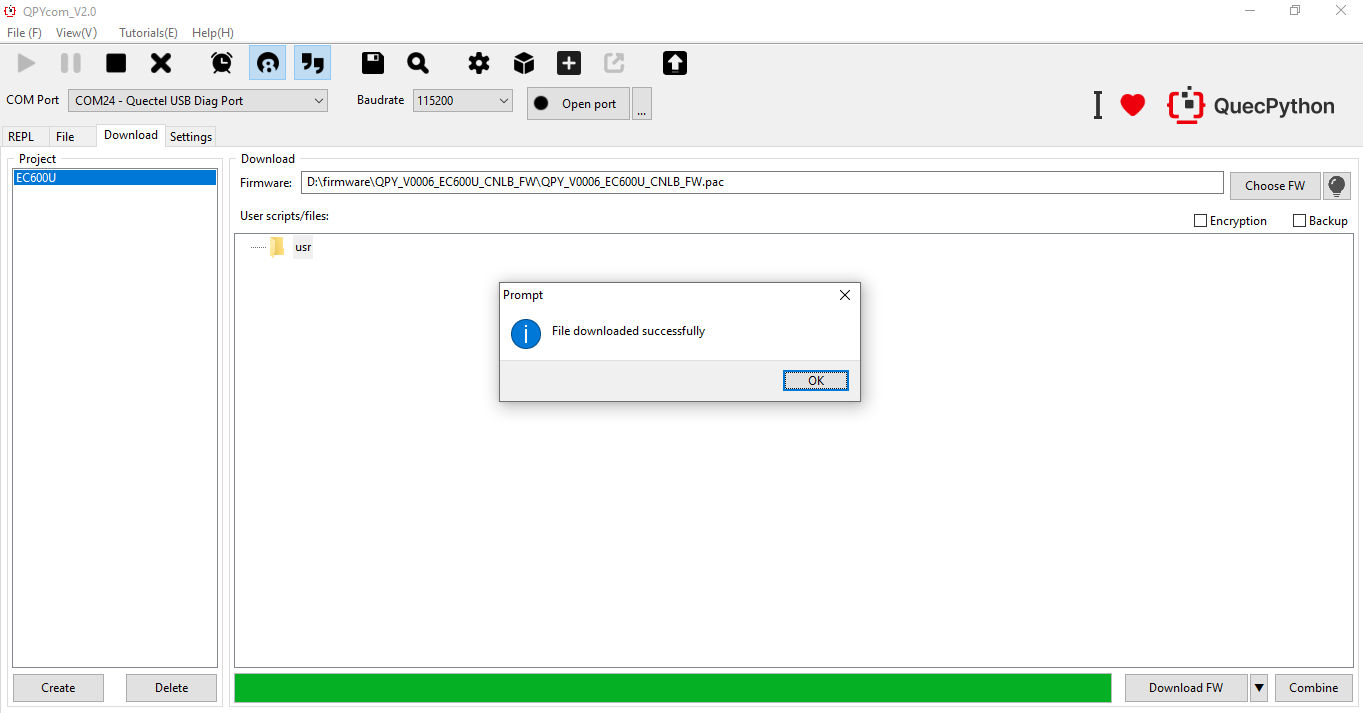 QPYcom_V2.0
File (F) View(V) Tutorials(E) Help(H)
COM Port COM24 - Quectel USB Diag Port Baudrate 115200 Open port ... I QuecPython
REPL File Download Settings
Project Download
EC600U
Firmware: D:\firmware\QPY_V0006_EC600U_CNLB_FW\QPY_V0006_EC600U_CNLB_FW.pac Choose FW
User scripts/files: Encryption Backup
usr
Prompt
File downloaded successfully
OK
Create Delete Download FW Combine